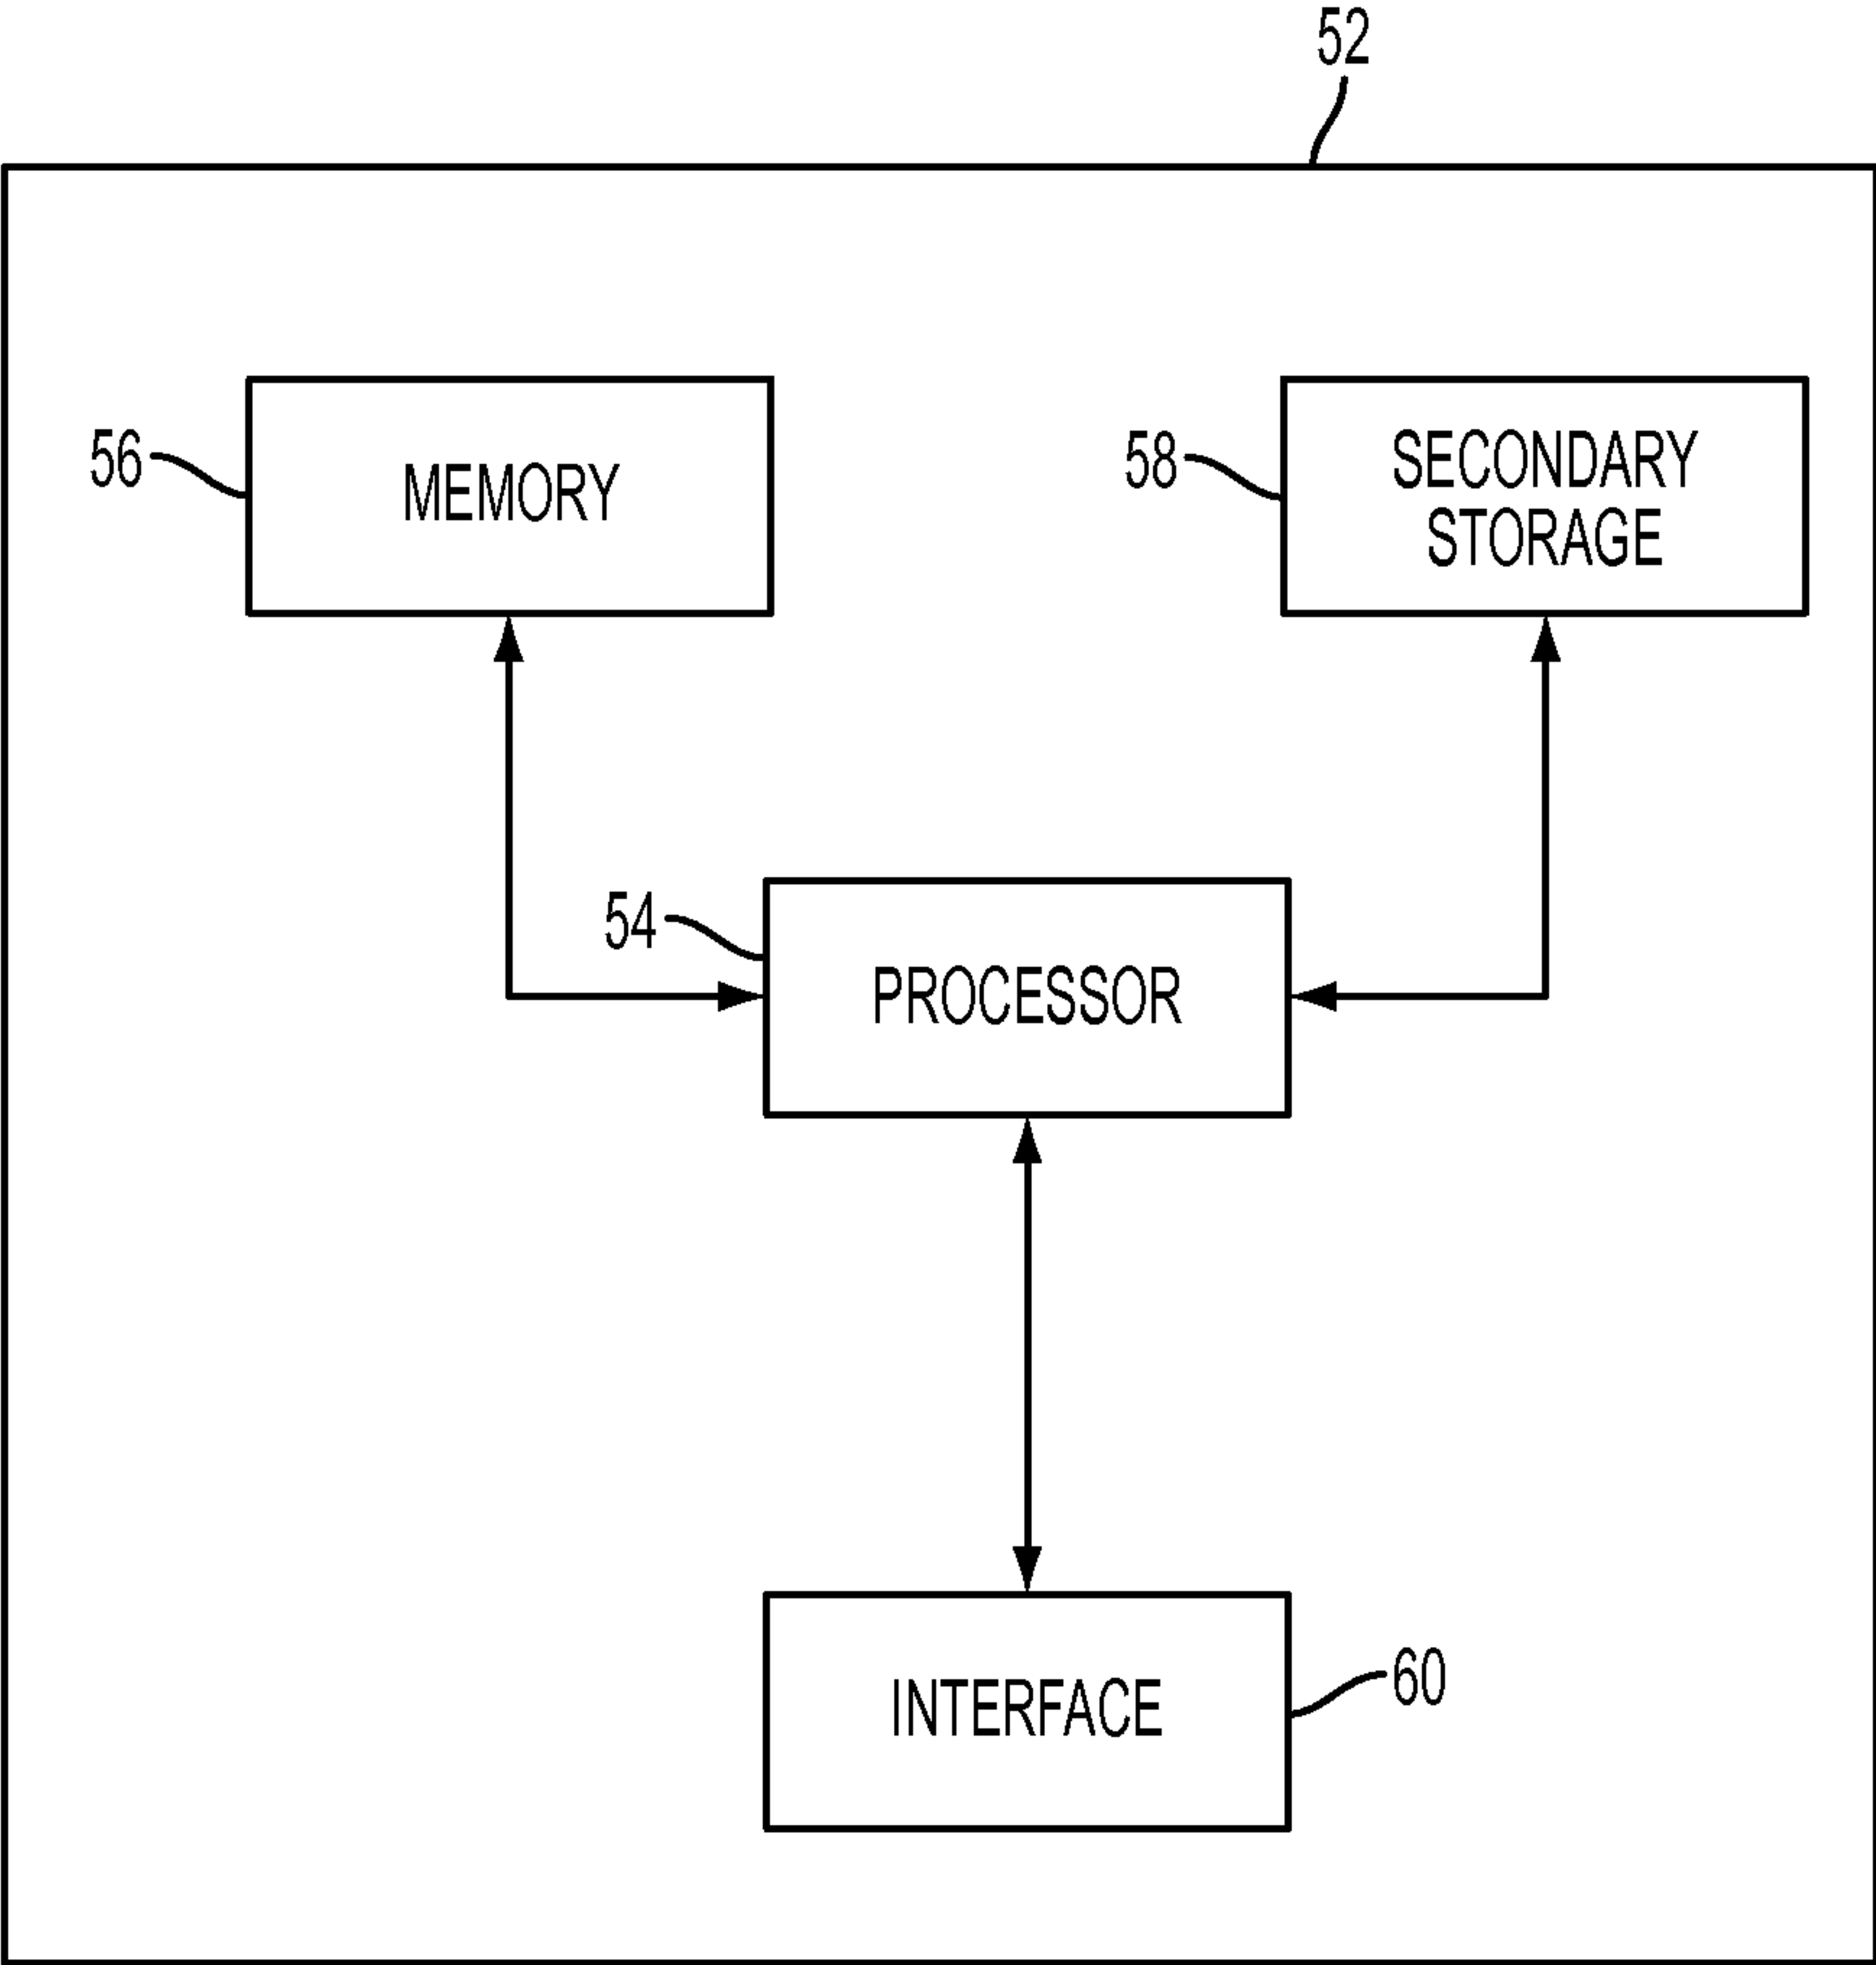 52
56
MEMORY
58
SECONDARY
STORAGE
54
PROCESSOR
INTERFACE
60